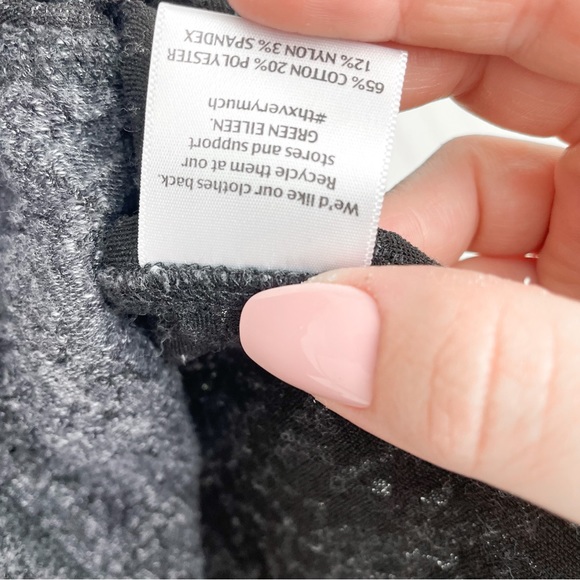 We'd like our clothes back.
Recycle them at our
stores and support
GREEN EILEEN.
#thxverymuch
65% COTTON 20% POLYESTER
12% NYLON 3% SPANDEX